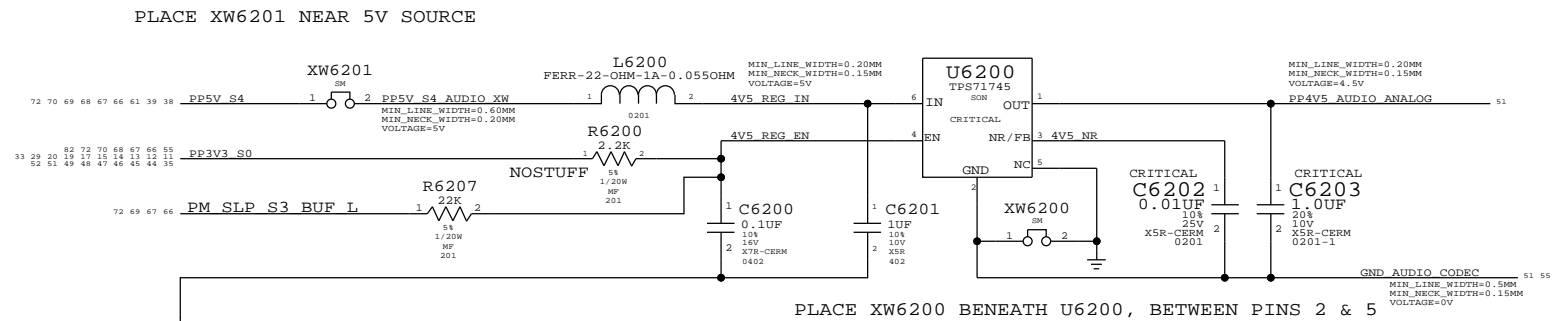 PLACE XW6201 NEAR 5V SOURCE
XW6201
SM
72 70 69 68 67 66 61 39 38
PP5V_S4
1
2
PP5V_S4_AUDIO_XW
MIN_LINE_WIDTH=0.60MM
MIN_NECK_WIDTH=0.20MM
VOLTAGE=5V
L6200
FERR-22-OHM-1A-0.055OHM
1
2
0201
MIN_LINE_WIDTH=0.20MM
MIN_NECK_WIDTH=0.15MM
VOLTAGE=5V
4V5_REG_IN
U6200
TPS71745
SON
CRITICAL
6
IN
4
EN
OUT
1
NR/FB
3
NC
5
GND
2
MIN_LINE_WIDTH=0.20MM
MIN_NECK_WIDTH=0.15MM
VOLTAGE=4.5V
PP4V5_AUDIO_ANALOG
51
4V5_NR
82 72 70 68 67 66 55
33 29 20 19 17 15 14 13 12 11
52 51 49 48 47 46 45 44 35
PP3V3_S0
R6200
2.2K
1
2
5%
1/20W
MF
201
NOSTUFF
4V5_REG_EN
72 69 67 66
PM_SLP_S3_BUF_L
R6207
22K
1
2
5%
1/20W
MF
201
1
C6200
0.1UF
10%
16V
X7R-CERM
0402
2
1
C6201
1UF
10%
10V
X5R
402
2
XW6200
SM
1
2
CRITICAL
C6202
1
0.01UF
10%
25V
X5R-CERM
0201
2
CRITICAL
1
C6203
1.0UF
20%
10V
X5R-CERM
0201-1
2
GND_AUDIO_CODEC
51 55
MIN_LINE_WIDTH=0.5MM
MIN_NECK_WIDTH=0.15MM
VOLTAGE=0V
PLACE XW6200 BENEATH U6200, BETWEEN PINS 2 & 5